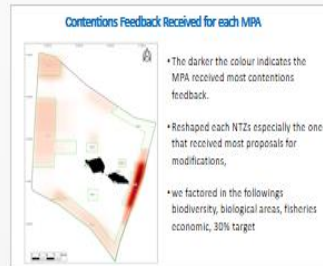 Contentions Feedback Received for each MPA
•The darker the colour indicates the
MPA received most contentions
feedback.
•Reshaped each NTZs especially the one
that received most proposals for
modifications,
•we factored in the followings
biodiversity, biological areas, fisheries
economic, 30% target